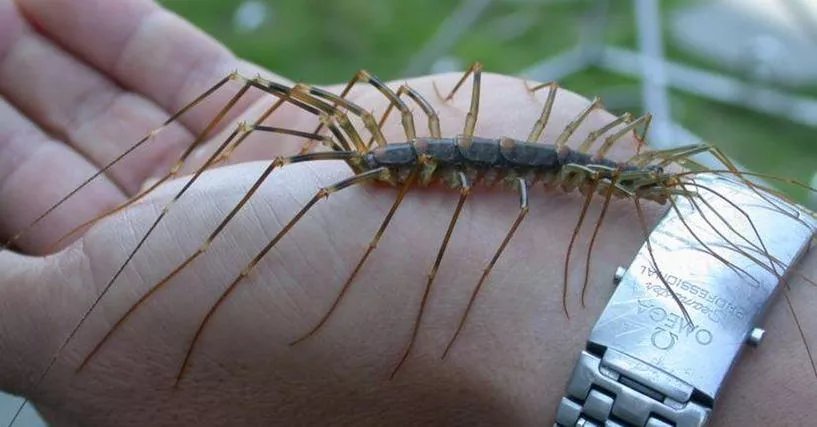 Ω
OMEGA
Seamaster
PROFESSIONAL